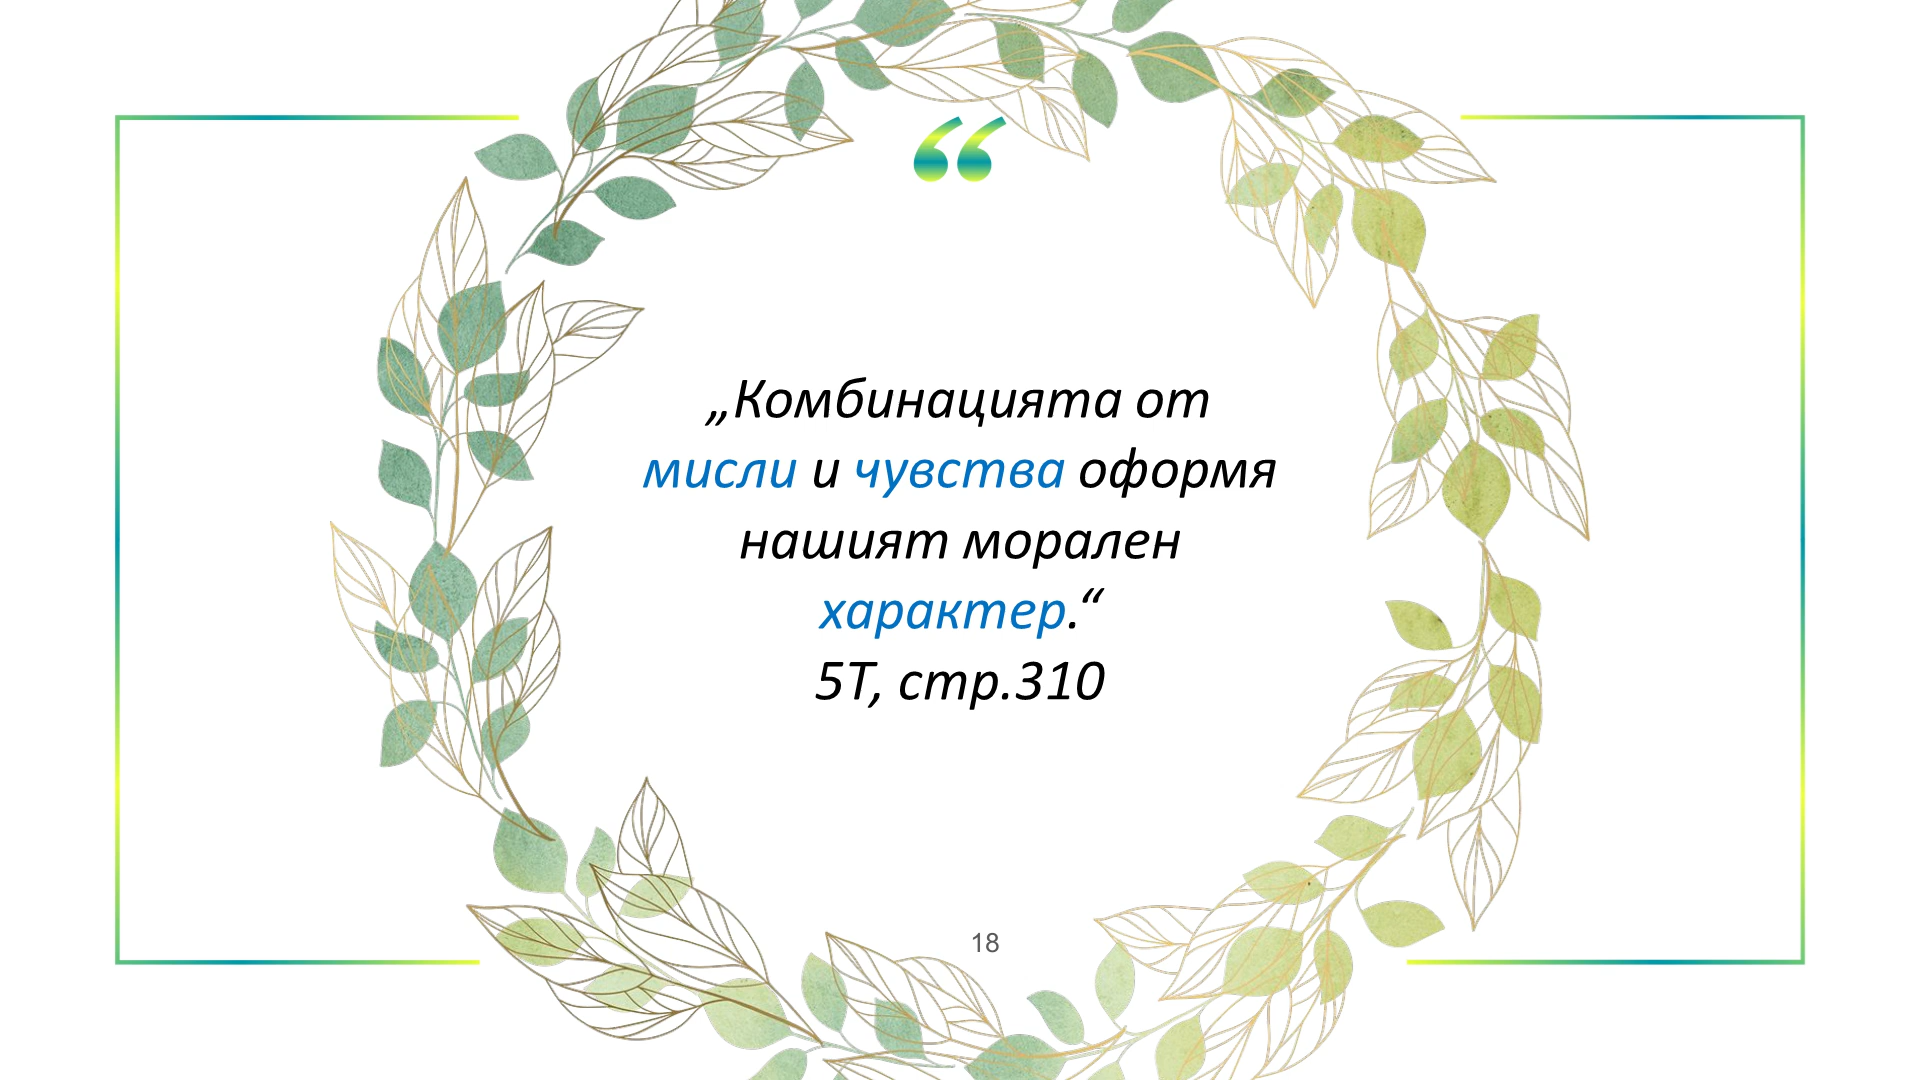 “
„Комбинацията от
мисли и чувства оформя
нашият морален
характер.“
5Т, стр.310
18